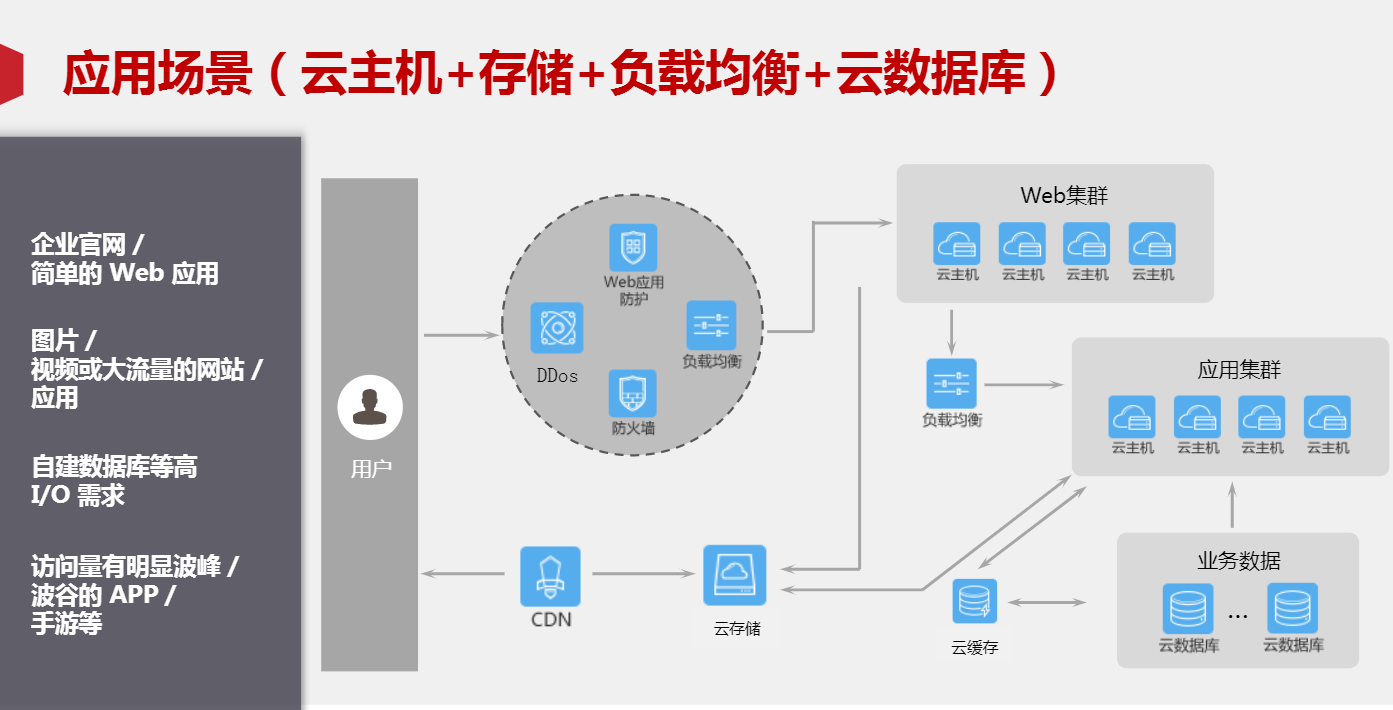 应用场景（云主机+存储+负载均衡+云数据库）
企业官网 /
简单的 Web 应用
图片 /
视频或大流量的网站 /
应用
自建数据库等高
I/O 需求
访问量有明显波峰 /
波谷的 APP /
手游等
用户
Web应用
防护
DDos
负载均衡
防火墙
Web集群
云主机 云主机 云主机 云主机
负载均衡
应用集群
云主机 云主机 云主机 云主机
CDN
云存储
云缓存
业务数据
...
云数据库 云数据库